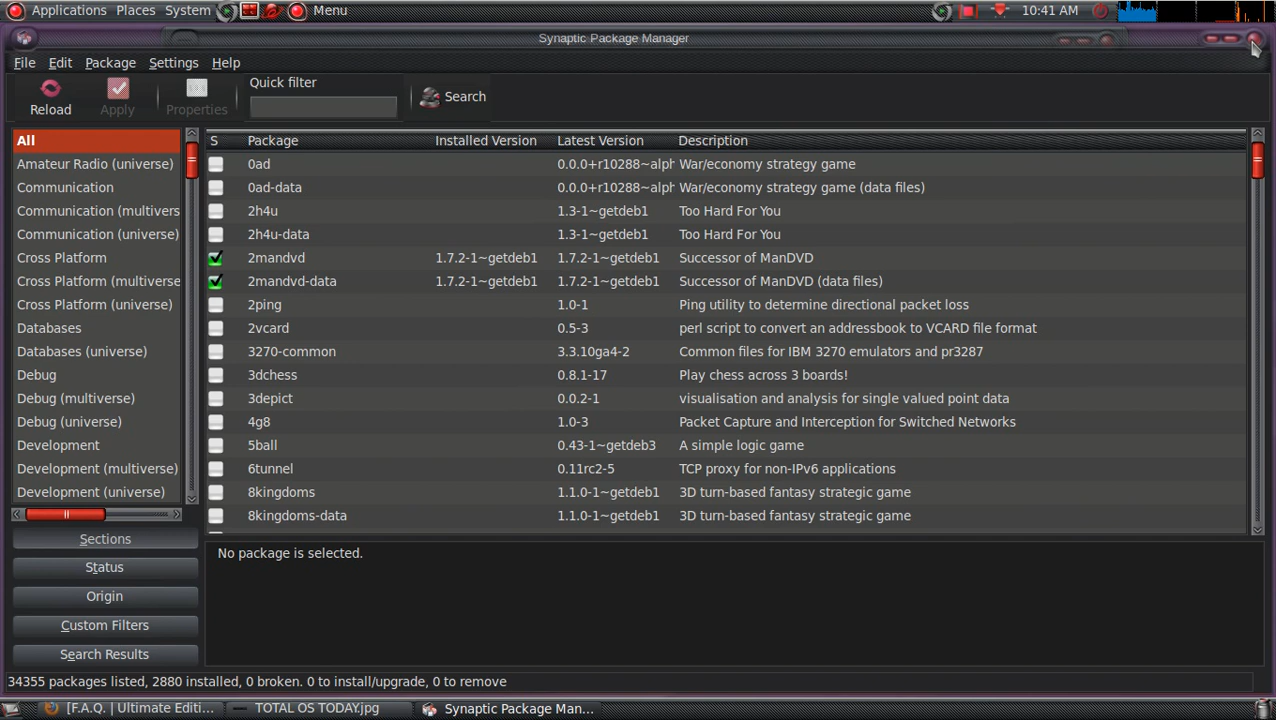 Applications Places System Menu 10:41 AM
Synaptic Package Manager
File Edit Package Settings Help
Reload Apply Properties Quick filter Search
S Package Installed Version Latest Version Description
All
Amateur Radio (universe)
Communication
Communication (multivers
Communication (universe)
Cross Platform
Cross Platform (multiverse
Cross Platform (universe)
Databases
Databases (universe)
Debug
Debug (multiverse)
Debug (universe)
Development
Development (multiverse)
Development (universe)
0ad 0.0.0+r10288~alph War/economy strategy game
0ad-data 0.0.0+r10288~alph War/economy strategy game (data files)
2h4u 1.3-1~getdeb1 Too Hard For You
2h4u-data 1.3-1~getdeb1 Too Hard For You
2mandvd 1.7.2-1~getdeb1 1.7.2-1~getdeb1 Successor of ManDVD
2mandvd-data 1.7.2-1~getdeb1 1.7.2-1~getdeb1 Successor of ManDVD (data files)
2ping 1.0-1 Ping utility to determine directional packet loss
2vcard 0.5-3 perl script to convert an addressbook to VCARD file format
3270-common 3.3.10ga4-2 Common files for IBM 3270 emulators and pr3287
3dchess 0.8.1-17 Play chess across 3 boards!
3depict 0.0.2-1 visualisation and analysis for single valued point data
4g8 1.0-3 Packet Capture and Interception for Switched Networks
5ball 0.43-1~getdeb3 A simple logic game
6tunnel 0.11rc2-5 TCP proxy for non-IPv6 applications
8kingdoms 1.1.0-1~getdeb1 3D turn-based fantasy strategic game
8kingdoms-data 1.1.0-1~getdeb1 3D turn-based fantasy strategic game
Sections
Status
Origin
Custom Filters
Search Results
No package is selected.
34355 packages listed, 2880 installed, 0 broken. 0 to install/upgrade, 0 to remove
[F.A.Q. | Ultimate Editi... TOTAL OS TODAY.jpg Synaptic Package Man...